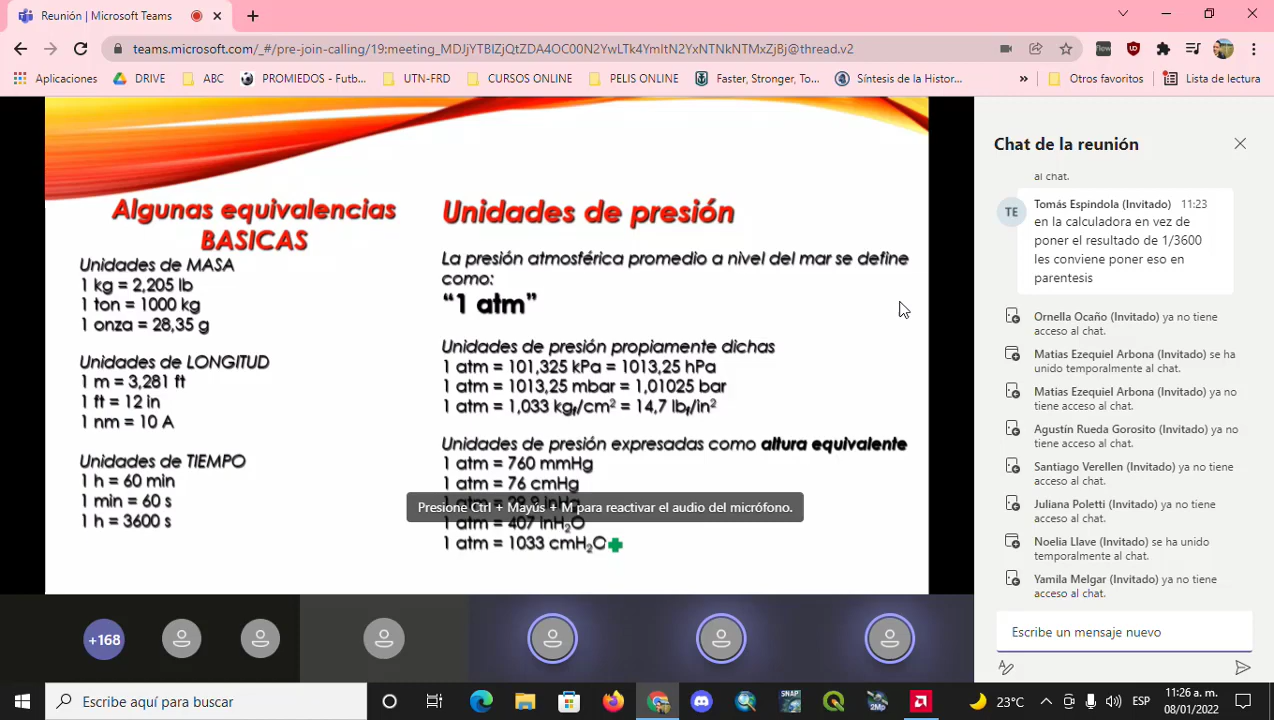 Reunión | Microsoft Teams
teams.microsoft.com/_#/pre-join-calling/19:meeting_MDJjYTBlZjQtZDA4OC00N2YwLTk4YmItN2YxNTNkNTMxZjBj@thread.v2
Aplicaciones DRIVE ABC PROMIEDOS - Futb... UTN-FRD CURSOS ONLINE PELIS ONLINE Faster, Stronger, To... Síntesis de la Histor... » Otros favoritos Lista de lectura
Algunas equivalencias
BASICAS
Unidades de MASA
1 kg = 2,205 lb
1 ton = 1000 kg
1 onza = 28,35 g
Unidades de LONGITUD
1 m = 3,281 ft
1 ft = 12 in
1 nm = 10 A
Unidades de TIEMPO
1 h = 60 min
1 min = 60 s
1 h = 3600 s
Unidades de presión
La presión atmosférica promedio a nivel del mar se define
como:
“1 atm”
Unidades de presión propiamente dichas
1 atm = 101,325 kPa = 1013,25 hPa
1 atm = 1013,25 mbar = 1,01025 bar
1 atm = 1,033 kgf/cm² = 14,7 lbf/in²
Unidades de presión expresadas como altura equivalente
1 atm = 760 mmHg
1 atm = 76 cmHg
1 atm = 29,9 inHg
Presione Ctrl + Mayús + M para reactivar el audio del micrófono.
1 atm = 407 inH₂O
1 atm = 1033 cmH₂O
+168
Chat de la reunión
al chat.
TE
Tomás Espindola (Invitado) 11:23
en la calculadora en vez de
poner el resultado de 1/3600
les conviene poner eso en
parentesis
Ornella Ocaño (Invitado) ya no tiene
acceso al chat.
Matias Ezequiel Arbona (Invitado) se ha
unido temporalmente al chat.
Matias Ezequiel Arbona (Invitado) ya no
tiene acceso al chat.
Agustín Rueda Gorosito (Invitado) ya no
tiene acceso al chat.
Santiago Verellen (Invitado) ya no tiene
acceso al chat.
Juliana Poletti (Invitado) ya no tiene
acceso al chat.
Noelia Llave (Invitado) se ha unido
temporalmente al chat.
Yamila Melgar (Invitado) ya no tiene
acceso al chat.
Escribe un mensaje nuevo
Escribe aquí para buscar
SNAP
2Mp
23°C
ESP
11:26 a. m.
08/01/2022